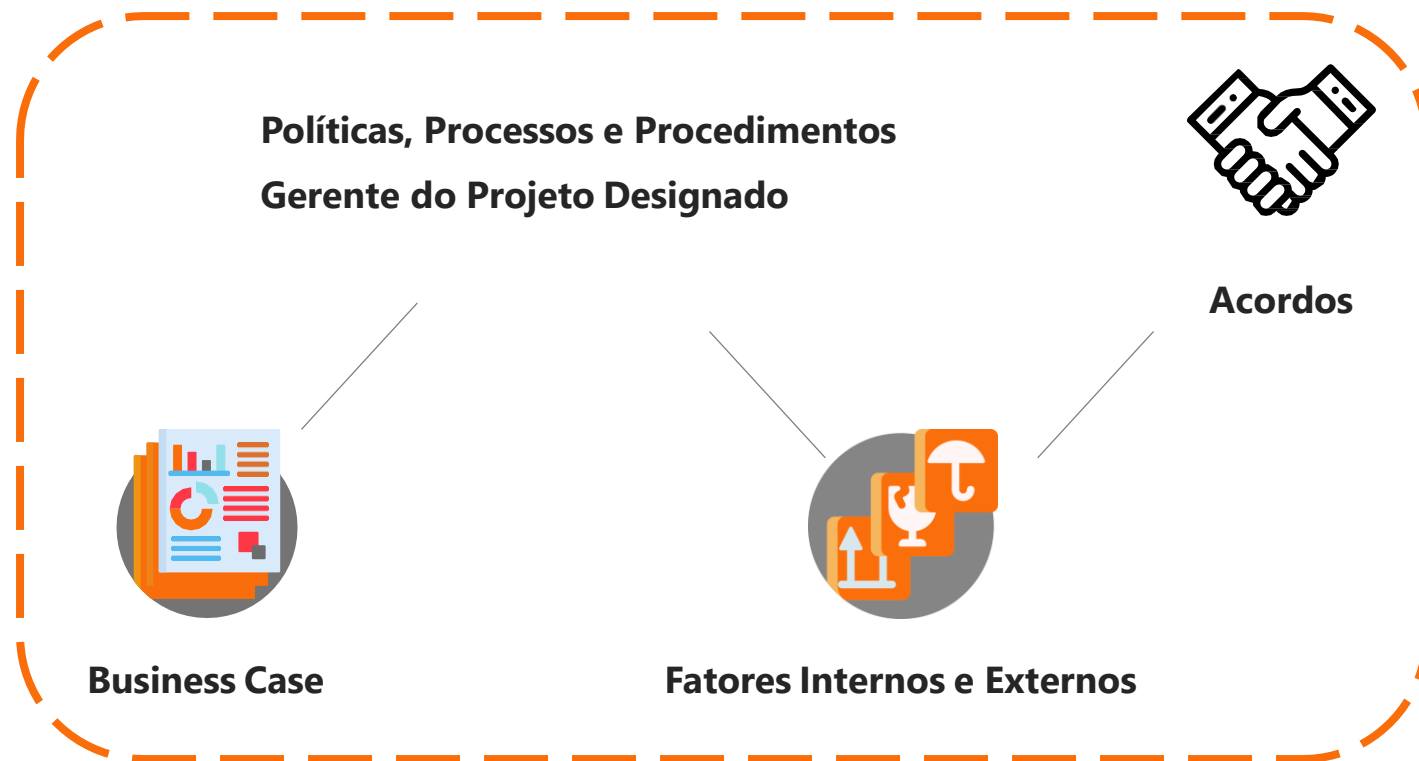 Políticas, Processos e Procedimentos
Gerente do Projeto Designado
Acordos
Business Case
Fatores Internos e Externos